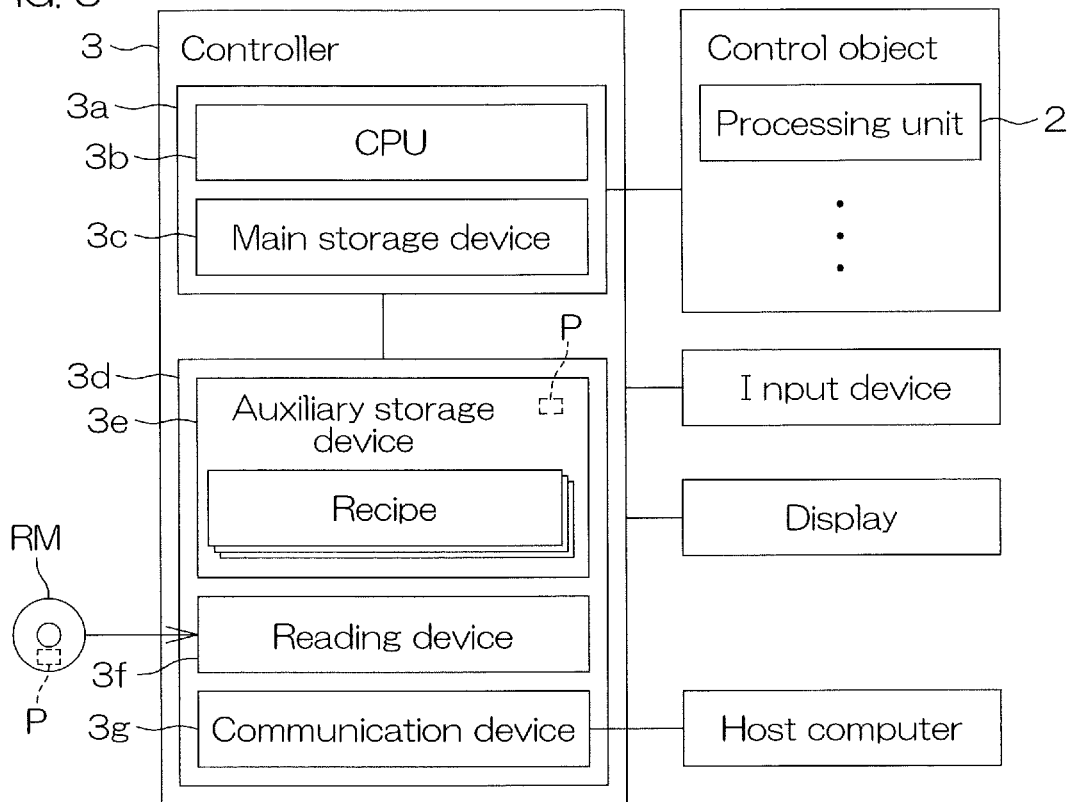 3
Controller
Control object
3a
CPU
Processing unit
2
3b
3c
Main storage device
P
3d
Input device
3e
Auxiliary storage
device
Recipe
Display
RM
Reading device
3f
P
3g
Communication device
Host computer